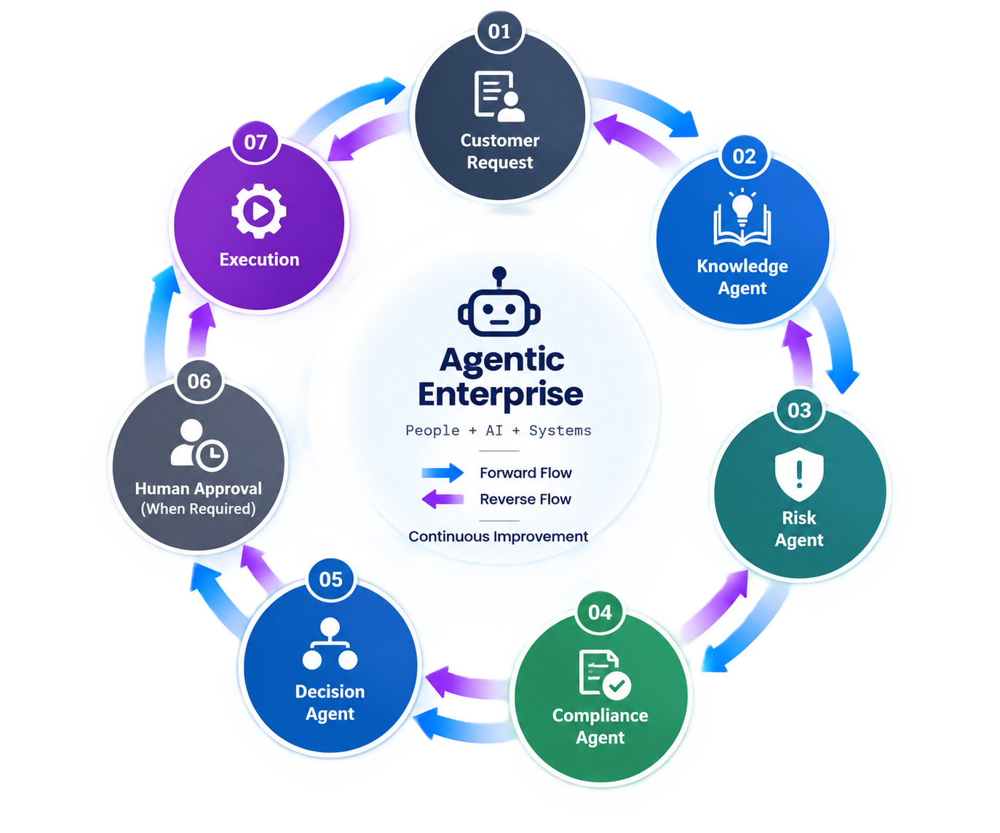 01
Customer
Request
02
Knowledge
Agent
03
Risk
Agent
04
Compliance
Agent
05
Decision
Agent
06
Human Approval
(When Required)
07
Execution
Agentic
Enterprise
People + AI + Systems
Forward Flow
Reverse Flow
Continuous Improvement